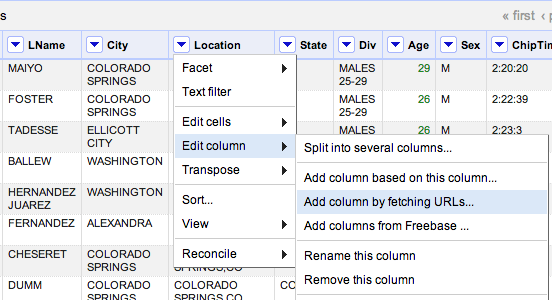 s
« first ‹ p
LName City Location State Div Age Sex ChipTim
MAIYO COLORADO SPRINGS MALES 25-29 29 M 2:20:20
FOSTER COLORADO SPRINGS MALES 25-29 26 M 2:22:39
TADESSE ELLICOTT CITY MALES 26 M 2:23:3
BALLEW WASHINGTON
HERNANDEZ JUAREZ WASHINGTON
FERNANDEZ ALEXANDRA
CHESERET COLORADO SPRINGS SPRINGS,CO
DUMM COLORADO SPRINGS COLORADO SPRINGS CO CO
Facet
Text filter
Edit cells
Edit column
Transpose
Sort...
View
Reconcile
Split into several columns...
Add column based on this column...
Add column by fetching URLs...
Add columns from Freebase ...
Rename this column
Remove this column